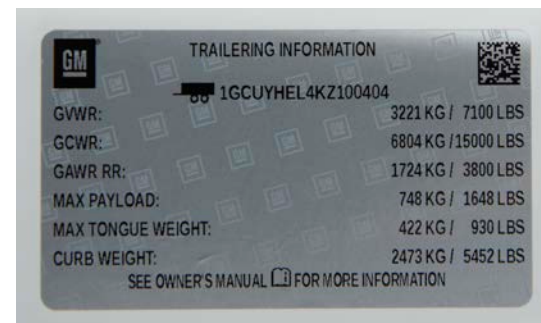 GM
TRAILERING INFORMATION
1GCUYHEL4KZ100404
GVWR: 3221 KG / 7100 LBS
GCWR: 6804 KG / 15000 LBS
GAWR RR: 1724 KG / 3800 LBS
MAX PAYLOAD: 748 KG / 1648 LBS
MAX TONGUE WEIGHT: 422 KG / 930 LBS
CURB WEIGHT: 2473 KG / 5452 LBS
SEE OWNER'S MANUAL FOR MORE INFORMATION